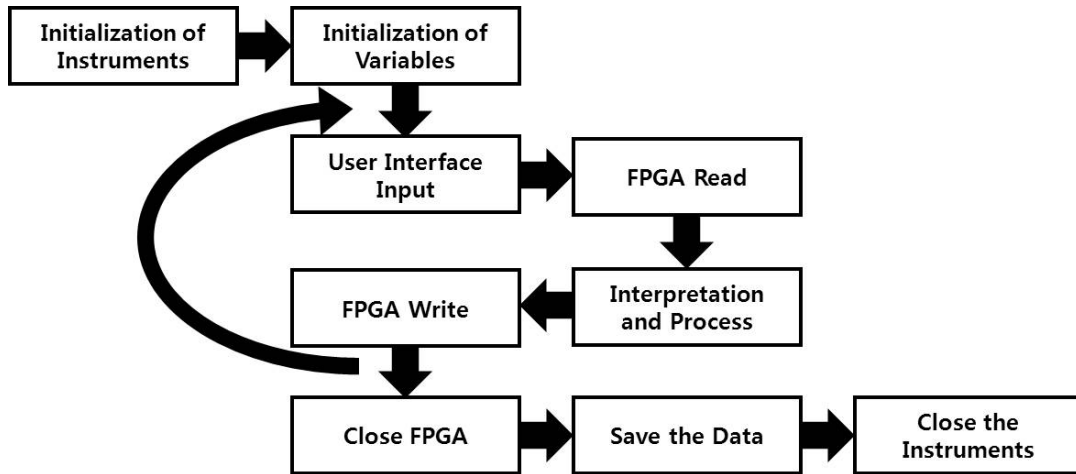 Initialization of
Instruments
Initialization of
Variables
User Interface
Input
FPGA Read
Interpretation
and Process
FPGA Write
Close FPGA
Save the Data
Close the
Instruments